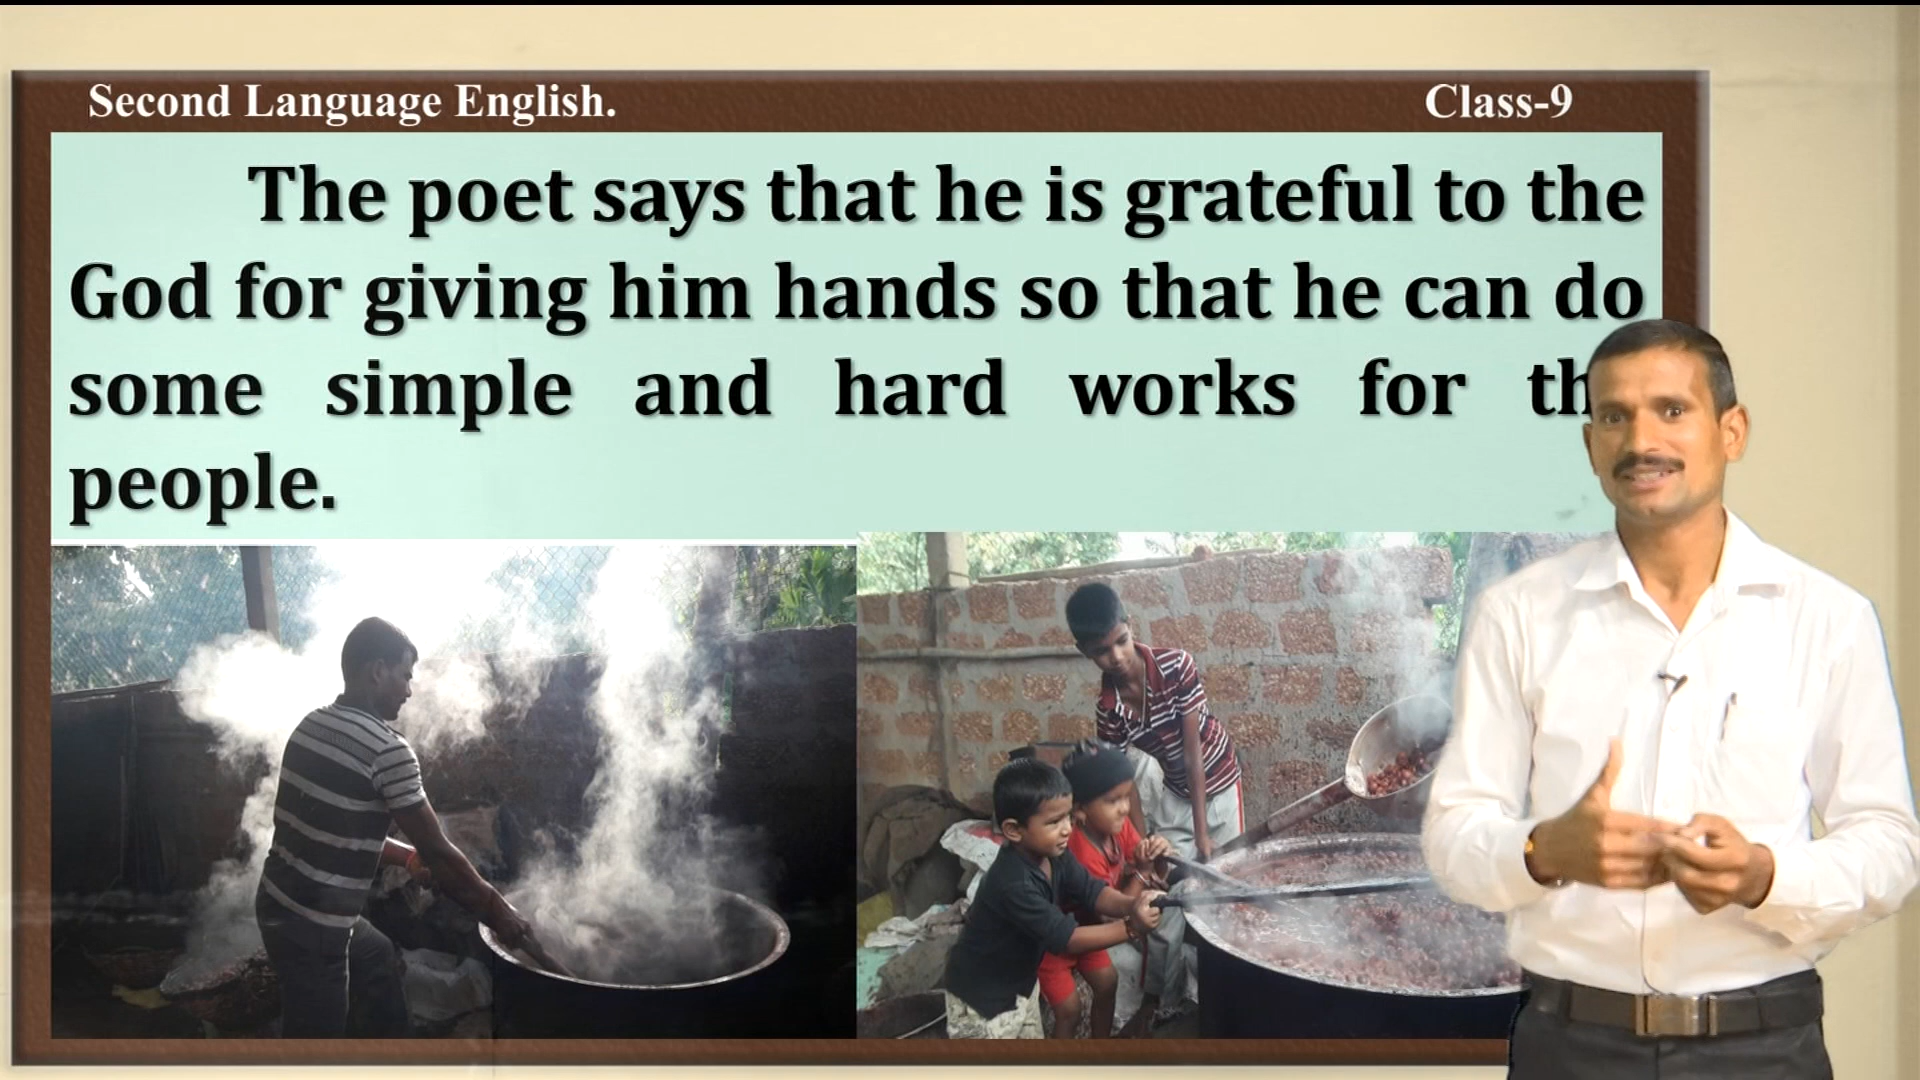 Second Language English.
Class-9
The poet says that he is grateful to the
God for giving him hands so that he can do
some simple and hard works for
people.